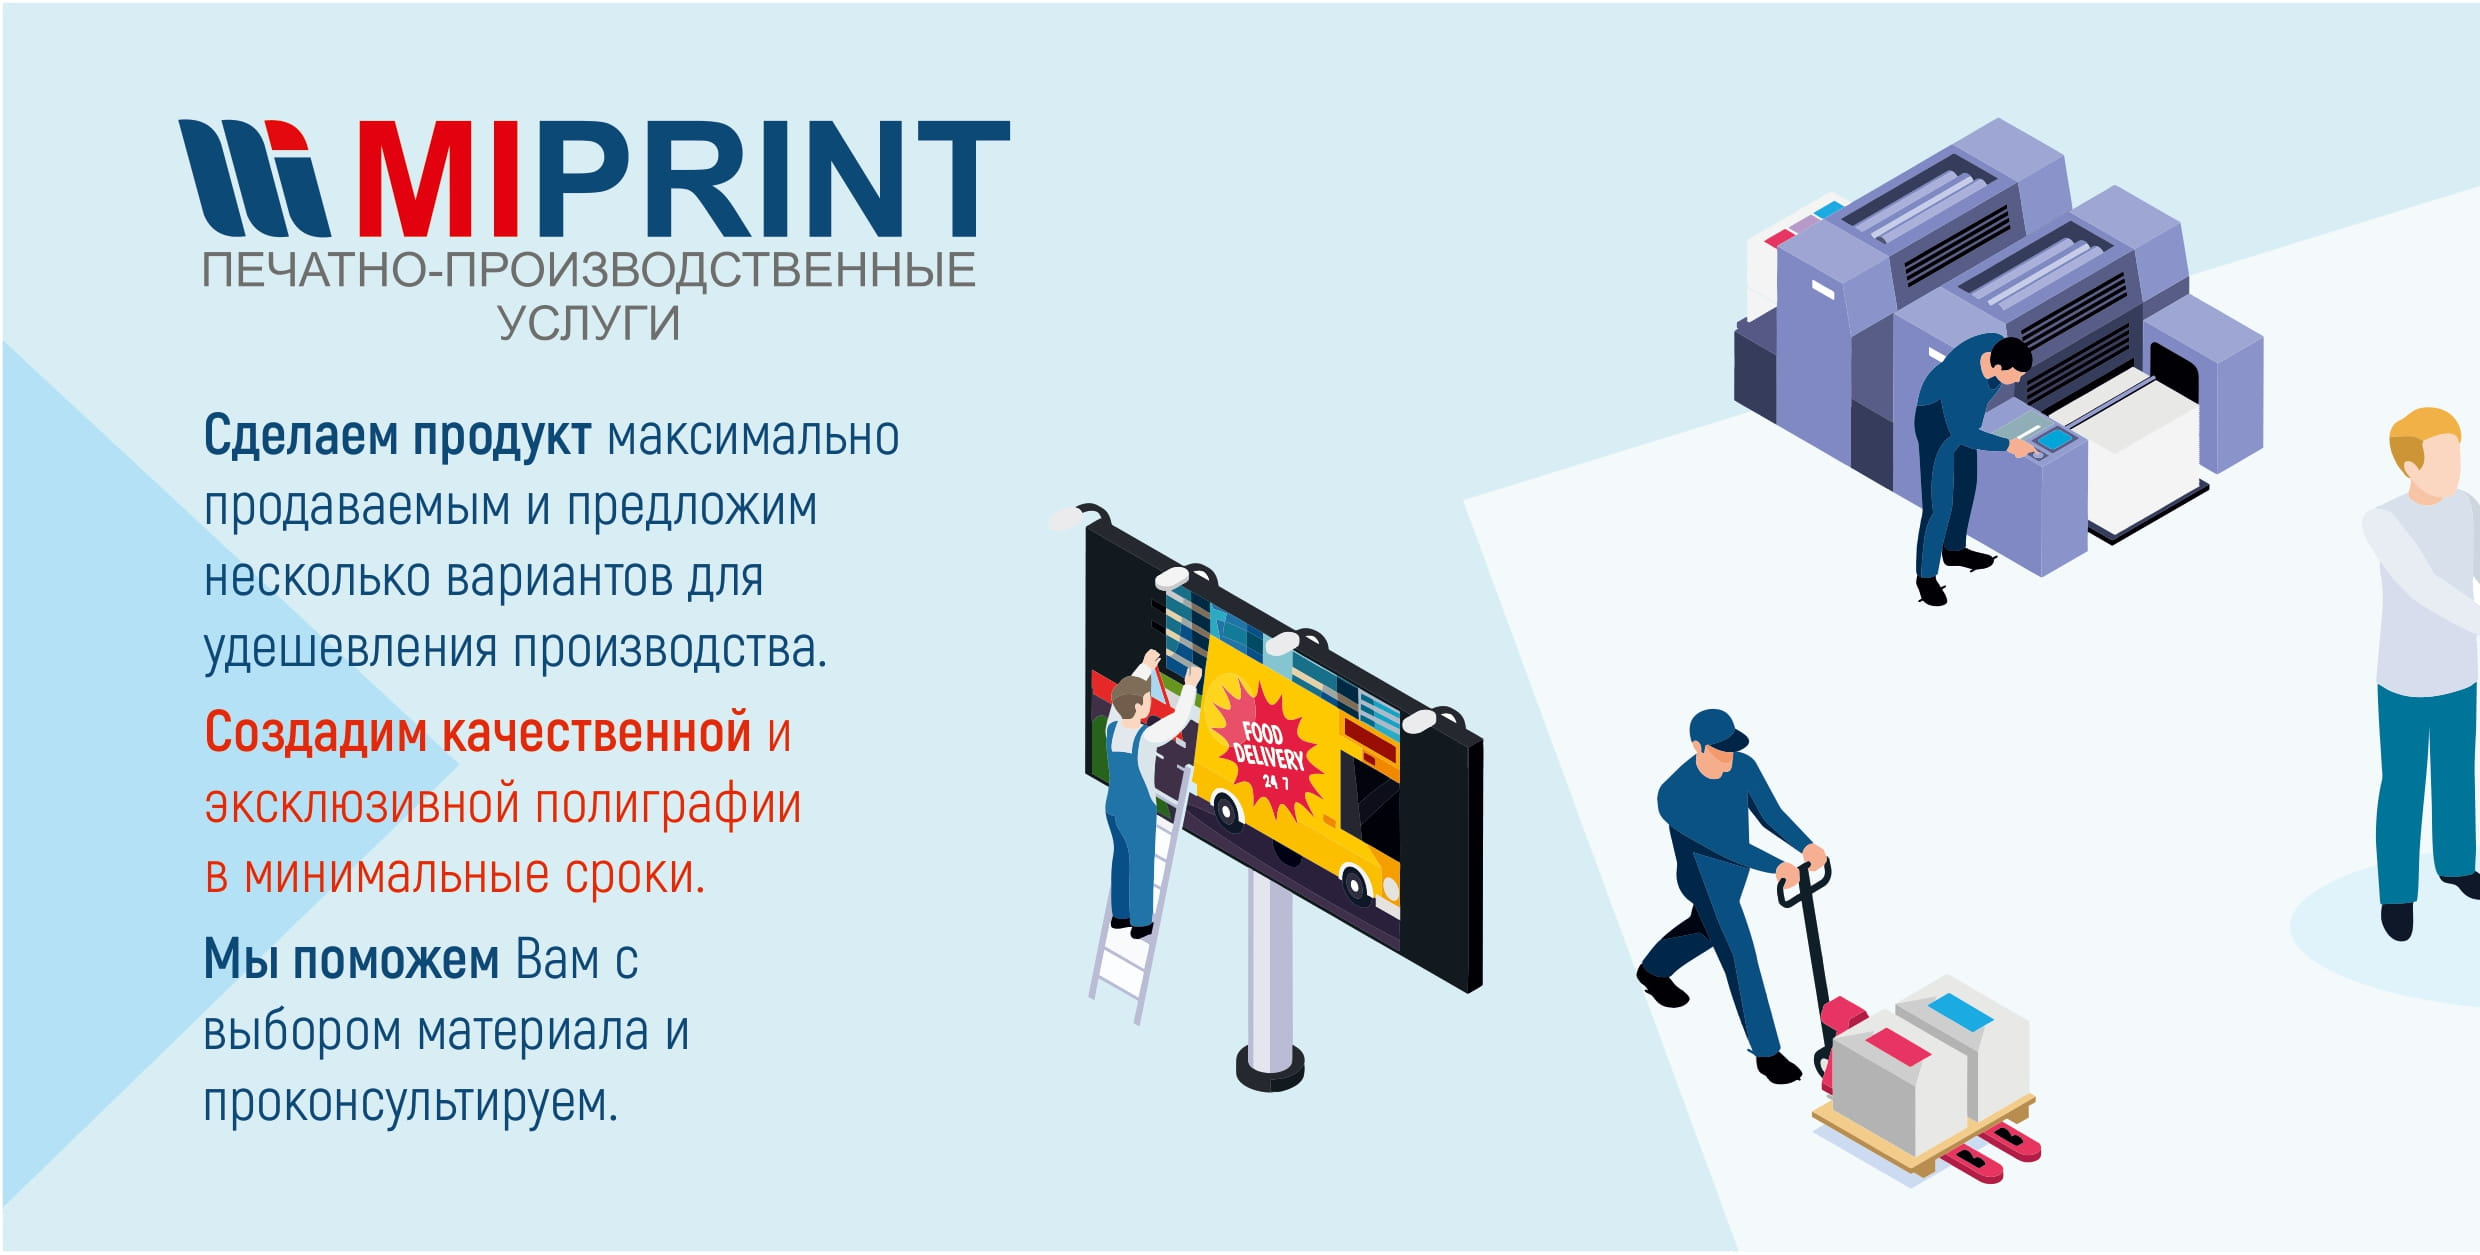 MIPRINT
ПЕЧАТНО-ПРОИЗВОДСТВЕННЫЕ
УСЛУГИ
Сделаем продукт максимально
продаваемым и предложим
несколько вариантов для
удешевления производства.
Создадим качественной и
эксклюзивной полиграфии
в минимальные сроки.
Мы поможем Вам с
выбором материала и
проконсультируем.
FOOD
DELIVERY
24 7